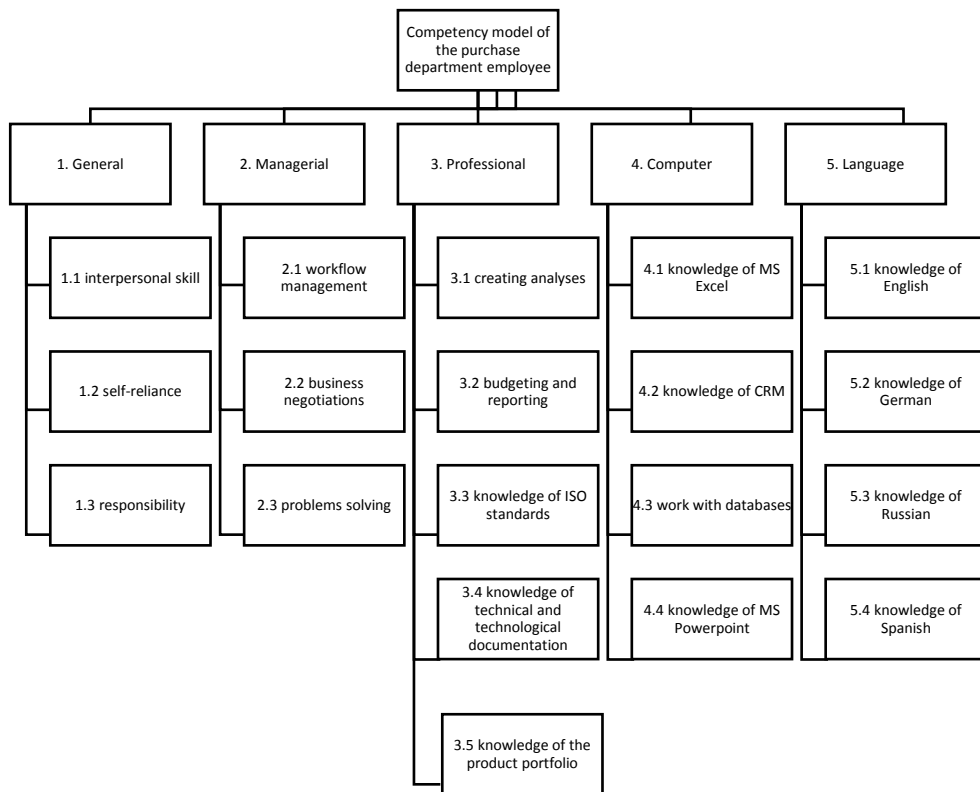 Competency model of
the purchase
department employee
1. General
2. Managerial
3. Professional
4. Computer
5. Language
1.1 interpersonal skill
1.2 self-reliance
1.3 responsibility
2.1 workflow
management
2.2 business
negotiations
2.3 problems solving
3.1 creating analyses
3.2 budgeting and
reporting
3.3 knowledge of ISO
standards
3.4 knowledge of
technical and
technological
documentation
3.5 knowledge of the
product portfolio
4.1 knowledge of MS
Excel
4.2 knowledge of CRM
4.3 work with databases
4.4 knowledge of MS
Powerpoint
5.1 knowledge of
English
5.2 knowledge of
German
5.3 knowledge of
Russian
5.4 knowledge of
Spanish